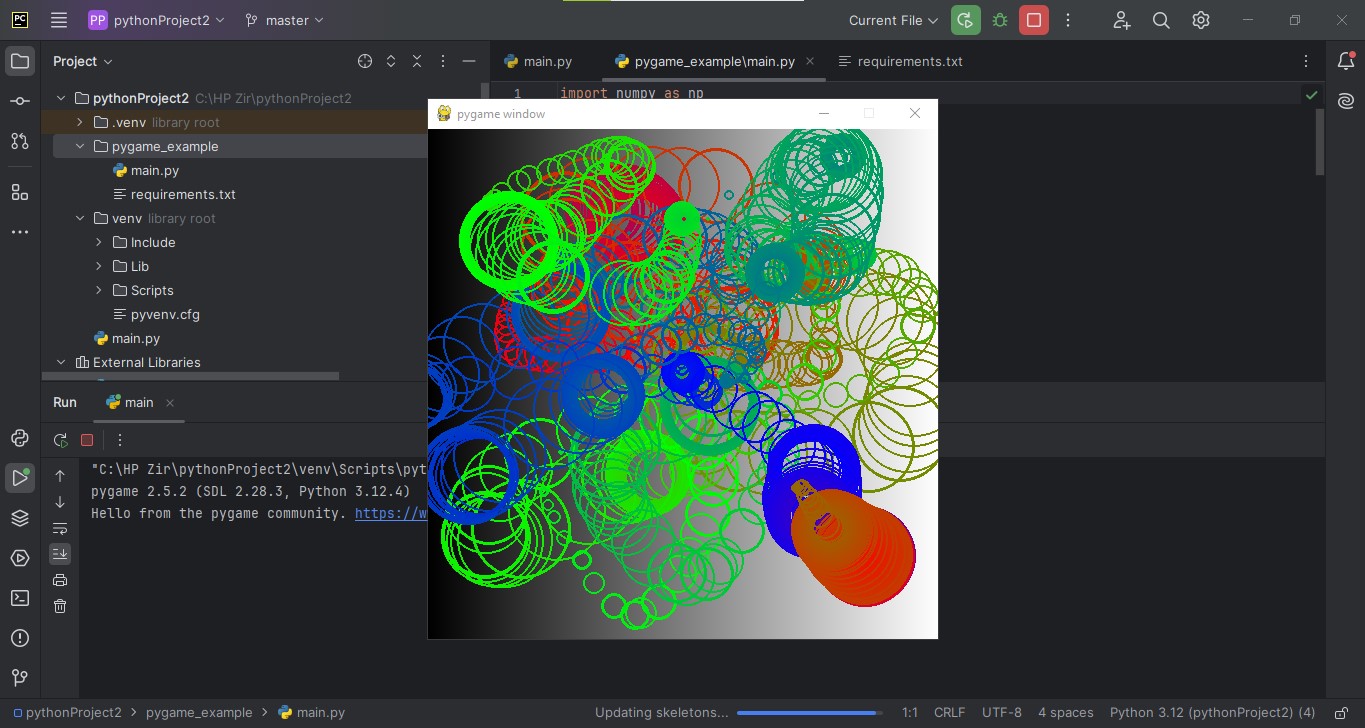 PC
PP pythonProject2
master
Current File
Project
main.py
pygame_example\main.py
requirements.txt
pythonProject2 C:\HP Zir\pythonProject2
.venv library root
pygame_example
main.py
requirements.txt
venv library root
Include
Lib
Scripts
pyvenv.cfg
main.py
External Libraries
1 import numpy as np
pygame window
Run main
"C:\HP Zir\pythonProject2\venv\Scripts\pyt
pygame 2.5.2 (SDL 2.28.3, Python 3.12.4)
Hello from the pygame community. https://w
pythonProject2 > pygame_example > main.py
Updating skeletons...
1:1 CRLF UTF-8 4 spaces Python 3.12 (pythonProject2) (4)